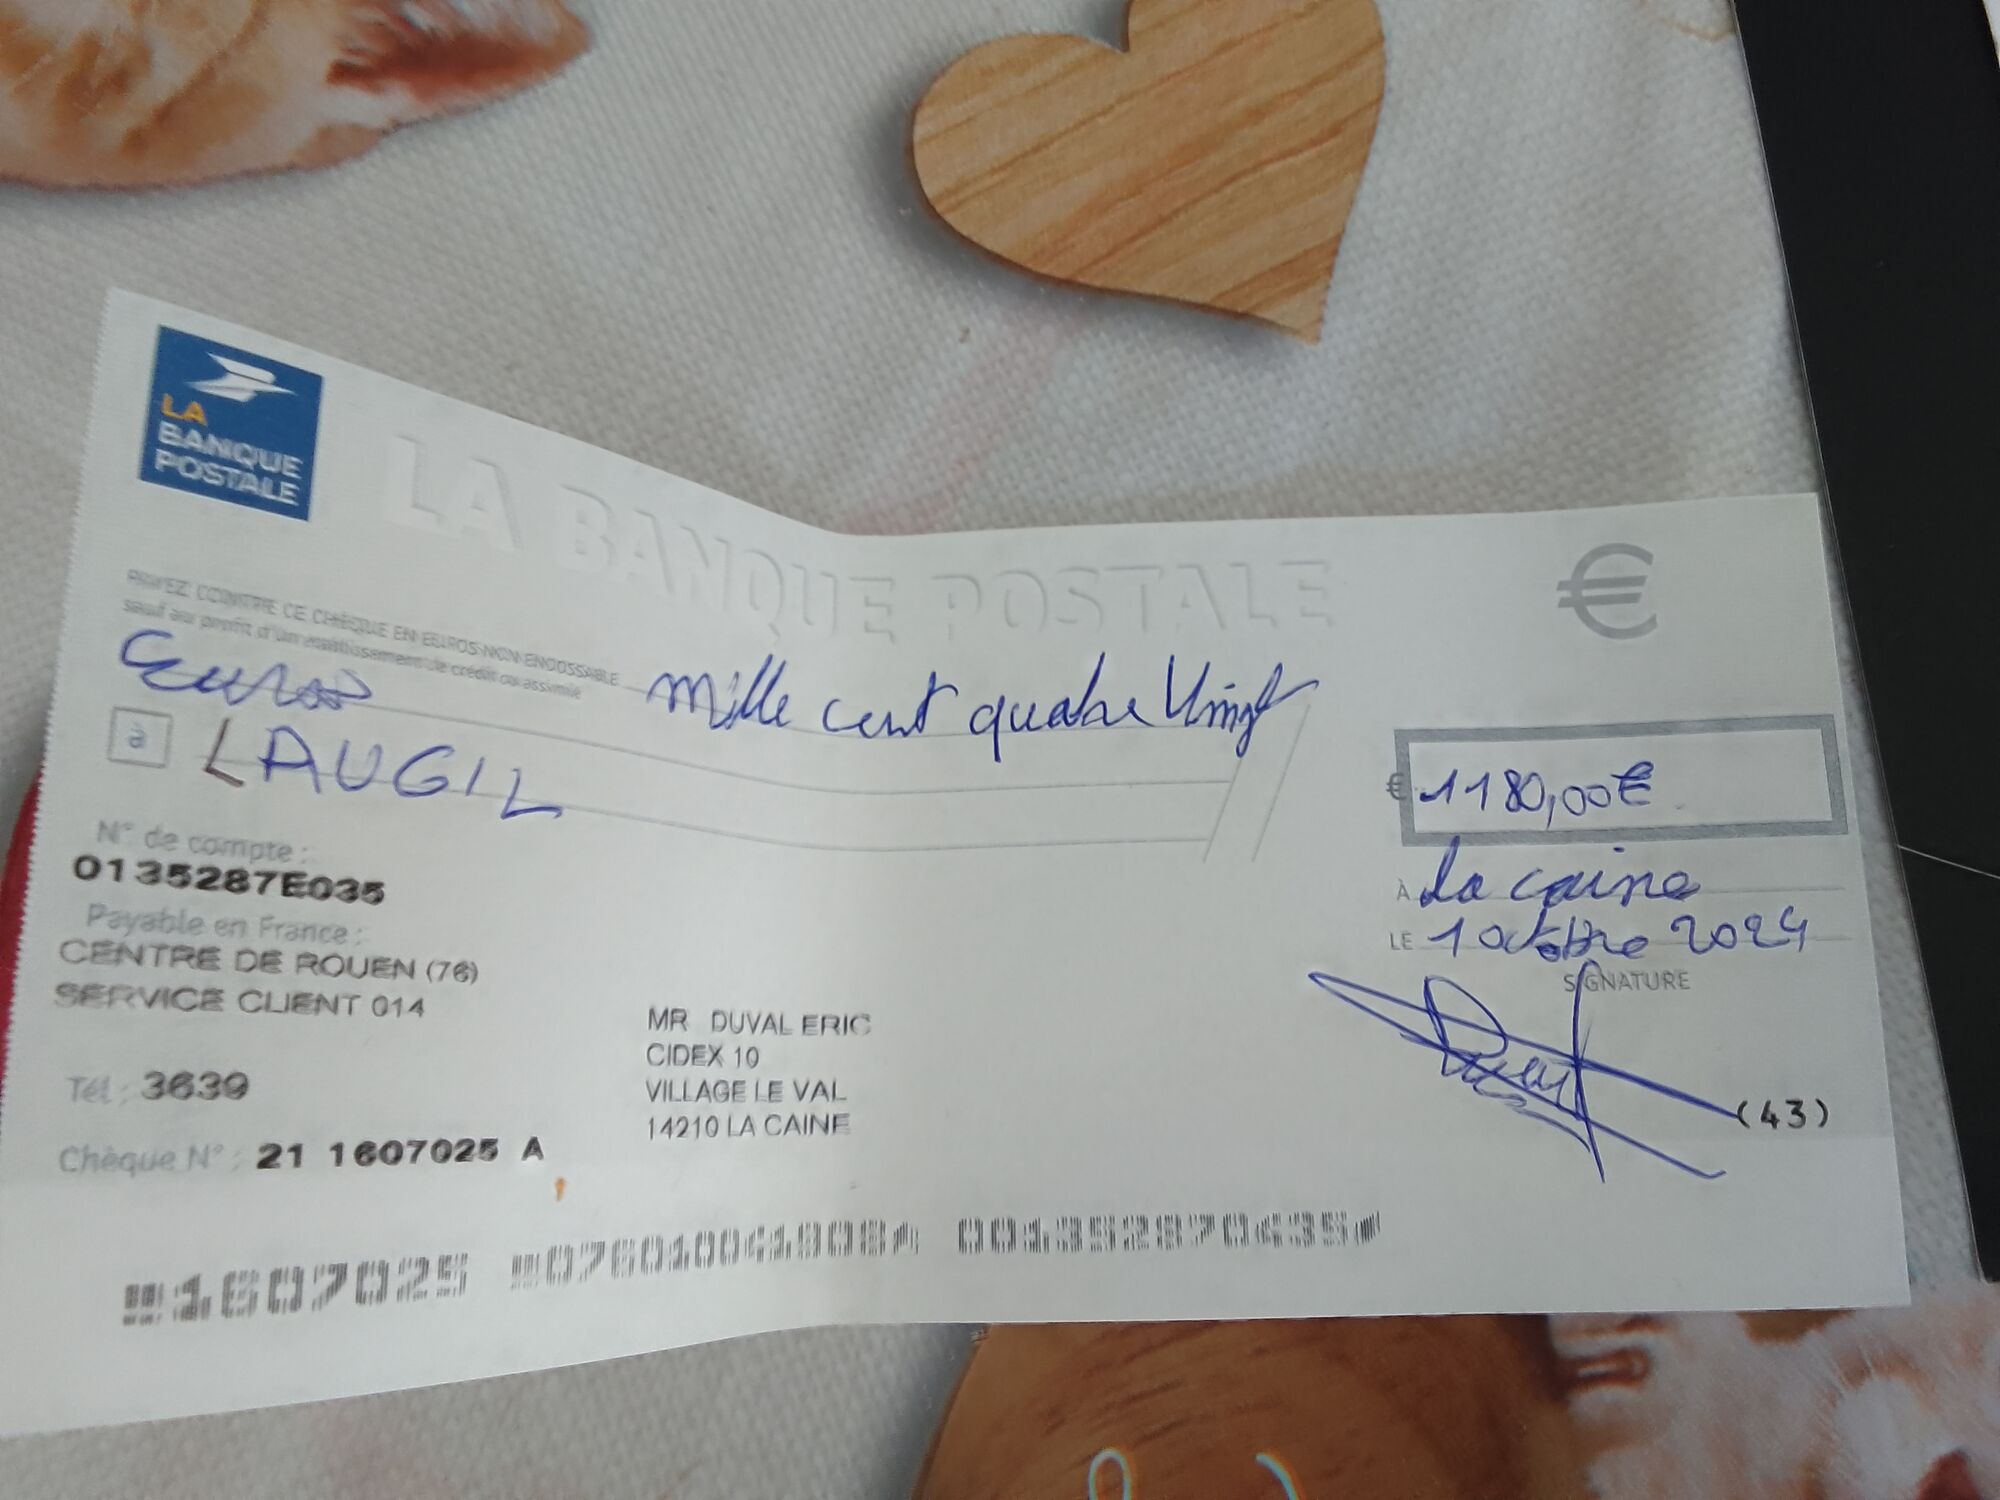 LA
BANQUE
POSTALE
LA BANQUE POSTALE
€
PAYEZ CONTRE CE CHÈQUE EN EUROS NON ENDOSSABLE
sauf au profit d'un établissement de crédit ou assimilé
mille cent quatre Vingt
Euros
à LAUGIL
€ 1180,00€
N° de compte :
0135287E035
À La caine
Payable en France :
LE 1 octobre 2024
CENTRE DE ROUEN (76)
SIGNATURE
SERVICE CLIENT 014
MR DUVAL ERIC
CIDEX 10
Tél : 3639
VILLAGE LE VAL
14210 LA CAINE
(43)
Chèque N° : 21 1607025 A
1607025 076010041908 001352870435